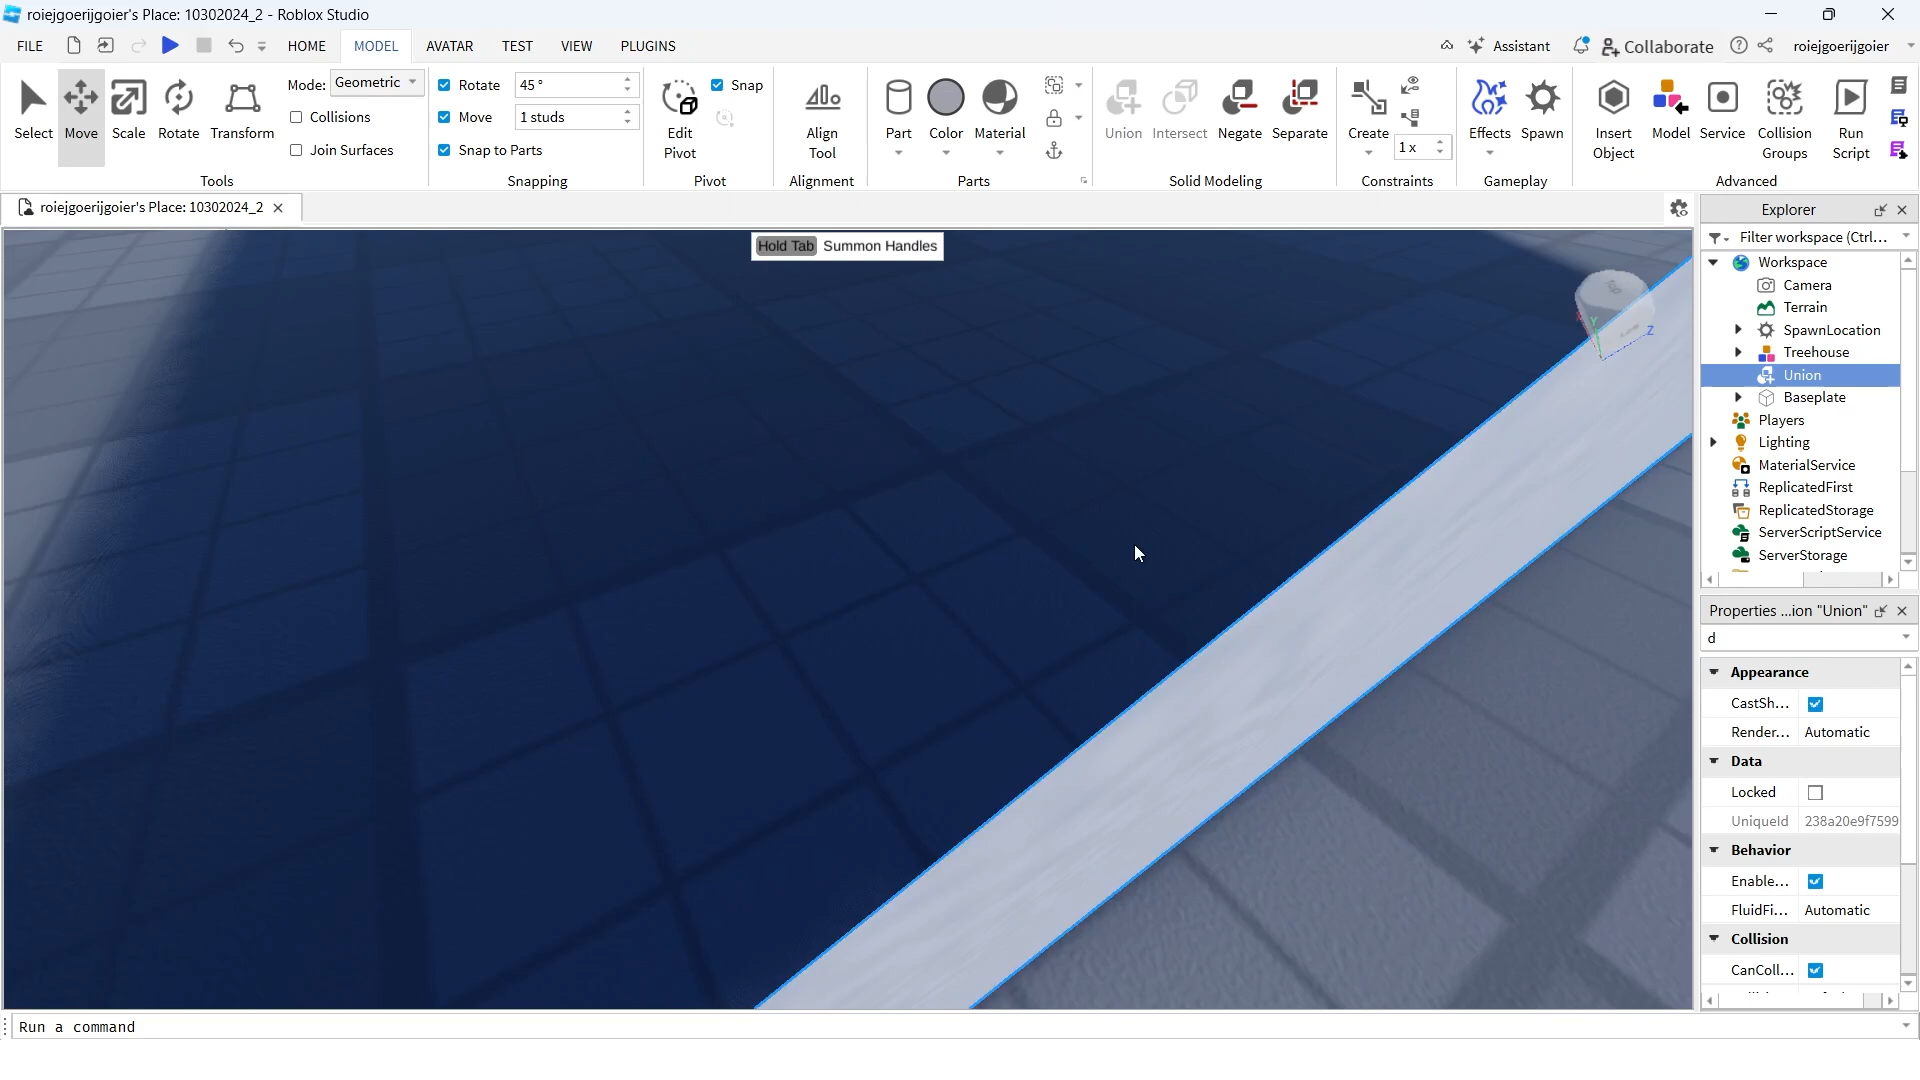 roiejgoerijgoier's Place: 10302024_2 - Roblox Studio
FILE HOME MODEL AVATAR TEST VIEW PLUGINS Assistant Collaborate roiejgoerijgoier
Select Move Scale Rotate Transform
Mode: Geometric
Collisions
Join Surfaces
Tools
Rotate 45 °
Move 1 studs
Snap to Parts
Snapping
Edit Pivot
Snap
Pivot
Align Tool
Alignment
Part Color Material
Parts
Union Intersect Negate Separate
Solid Modeling
Create 1 x
Constraints
Effects Spawn
Gameplay
Insert Object Model Service Collision Groups Run Script
Advanced
roiejgoerijgoier's Place: 10302024_2
Hold Tab Summon Handles
Top
Y
Z
Explorer
Filter workspace (Ctrl...
Workspace
Camera
Terrain
SpawnLocation
Treehouse
Union
Baseplate
Players
Lighting
MaterialService
ReplicatedFirst
ReplicatedStorage
ServerScriptService
ServerStorage
Properties ...ion "Union"
d
Appearance
CastSh...
Render... Automatic
Data
Locked
UniqueId 238a20e9f7599
Behavior
Enable...
FluidFi... Automatic
Collision
CanColl...
Run a command